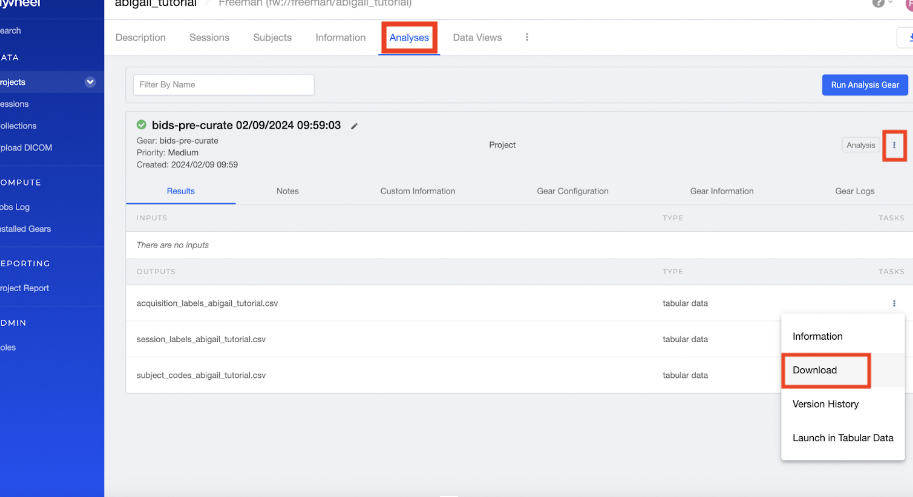 abigail_tutorial / Freeman (fw://freeman/abigail_tutorial)
Description Sessions Subjects Information Analyses Data Views
earch
ATA
rojects
essions
ollections
pload DICOM
OMPUTE
obs Log
nstalled Gears
EPORTING
roject Report
DMIN
oles
Filter By Name
Run Analysis Gear
bids-pre-curate 02/09/2024 09:59:03
Gear: bids-pre-curate
Priority: Medium
Created: 2024/02/09 09:59
Project
Analysis
Results Notes Custom Information Gear Configuration Gear Information Gear Logs
INPUTS TYPE TASKS
There are no inputs
OUTPUTS TYPE TASKS
acquisition_labels_abigail_tutorial.csv tabular data
session_labels_abigail_tutorial.csv tabular data
subject_codes_abigail_tutorial.csv tabular data
Information
Download
Version History
Launch in Tabular Data